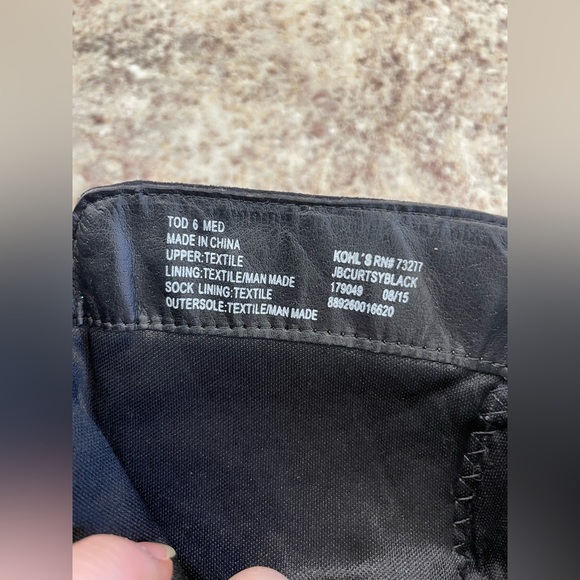 TOD 6 MED
MADE IN CHINA
UPPER:TEXTILE
LINING:TEXTILE/MAN MADE
SOCK LINING:TEXTILE
OUTERSOLE:TEXTILE/MAN MADE
KOHL'S RN# 73277
JBCURTSYBLACK
179049 08/15
889260016620